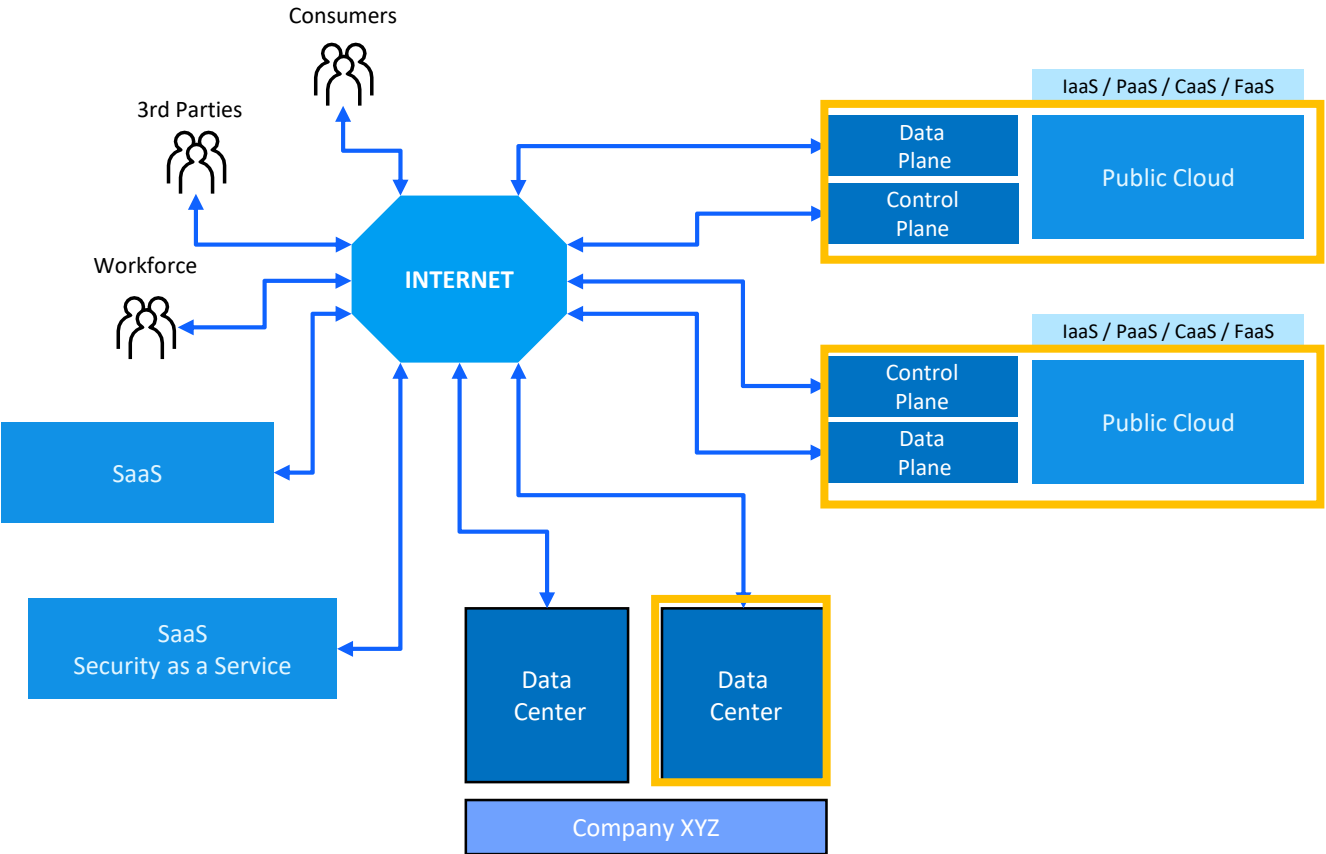 Consumers
3rd Parties
Workforce
INTERNET
IaaS / PaaS / CaaS / FaaS
Data
Plane
Control
Plane
Public Cloud
IaaS / PaaS / CaaS / FaaS
Control
Plane
Data
Plane
Public Cloud
SaaS
SaaS
Security as a Service
Data
Center
Data
Center
Company XYZ